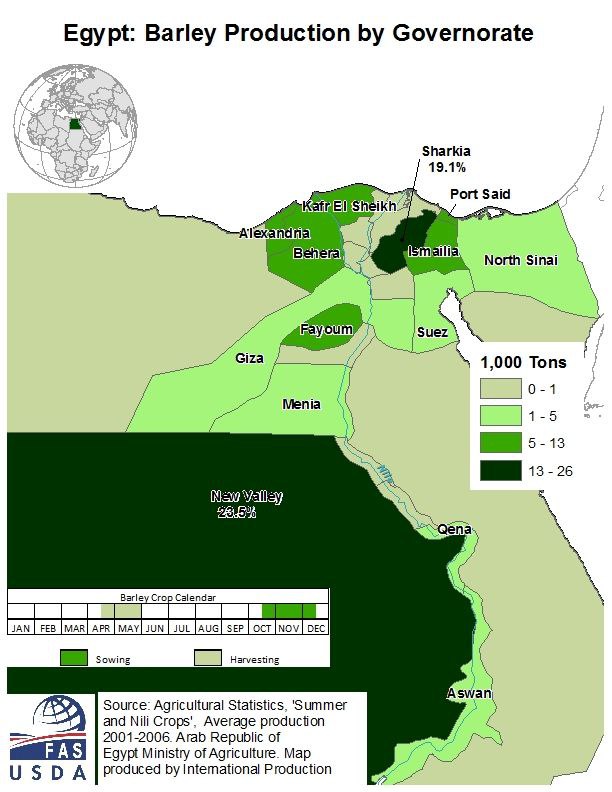 Egypt: Barley Production by Governorate
Sharkia
19.1%
Port Said
Kafr El Sheikh
Alexandria
Behera
Ismailia
North Sinai
Fayoum
Suez
Giza
Menia
1,000 Tons
0 - 1
1 - 5
5 - 13
13 - 26
Nile
New Valley
23.5%
Qena
Barley Crop Calendar
JAN FEB MAR APR MAY JUN JUL AUG SEP OCT NOV DEC
Sowing
Harvesting
Aswan
FAS
USDA
Source: Agricultural Statistics, 'Summer
and Nili Crops', Average production
2001-2006. Arab Republic of
Egypt Ministry of Agriculture. Map
produced by International Production